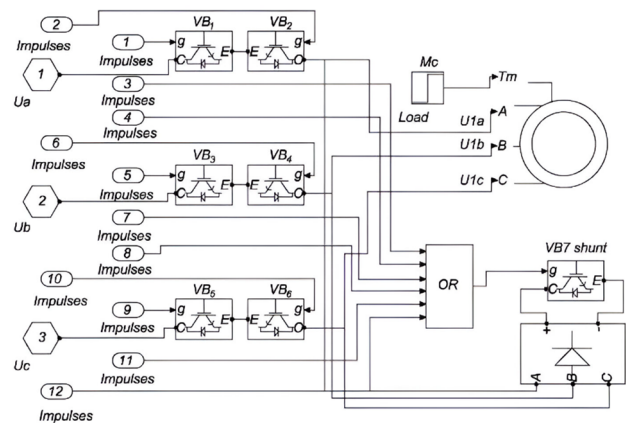 2
Impulses
1
Impulses
VB1
VB2
g
C
E
E
g
C
1
Ua
3
Impulses
4
Impulses
Mc
Load
Tm
U1a
A
U1b
B
U1c
C
6
Impulses
5
Impulses
VB3
VB4
g
C
E
E
g
C
2
Ub
7
Impulses
8
Impulses
OR
VB7 shunt
g
C
E
10
Impulses
9
Impulses
VB5
VB6
g
C
E
E
g
C
3
Uc
11
Impulses
12
Impulses
+
-
A
B
C